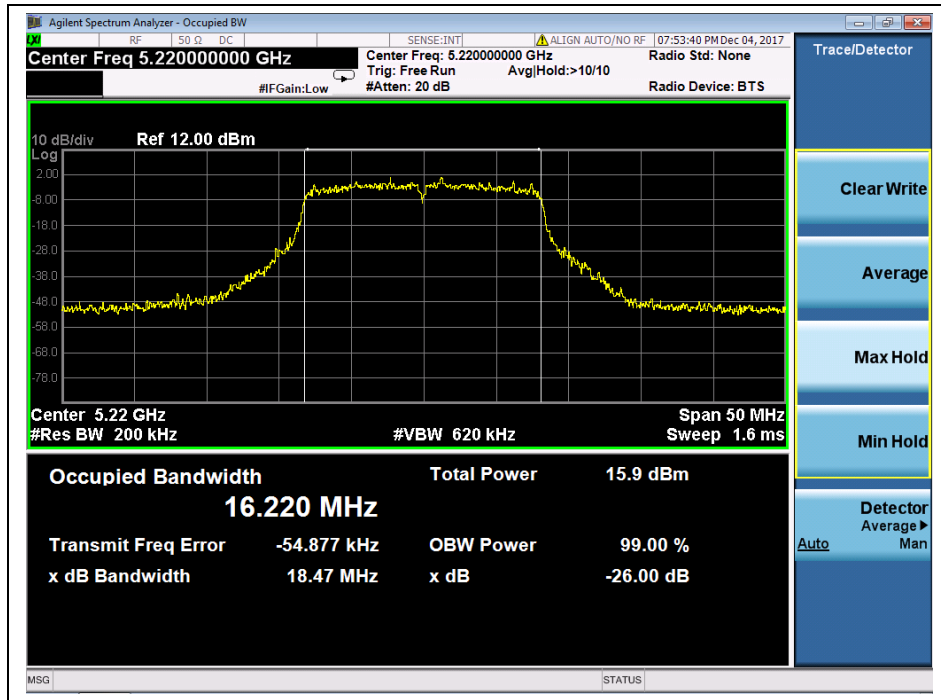 Agilent Spectrum Analyzer - Occupied BW
LXI RF 50 Ω DC SENSE:INT ALIGN AUTO/NO RF 07:53:40 PM Dec 04, 2017
Center Freq 5.220000000 GHz
Center Freq: 5.220000000 GHz Radio Std: None
Trig: Free Run Avg|Hold:>10/10
#IFGain:Low #Atten: 20 dB Radio Device: BTS
10 dB/div Ref 12.00 dBm
Log
2.00
-8.00
-18.0
-28.0
-38.0
-48.0
-58.0
-68.0
-78.0
Center 5.22 GHz Span 50 MHz
#Res BW 200 kHz #VBW 620 kHz Sweep 1.6 ms
Occupied Bandwidth Total Power 15.9 dBm
16.220 MHz
Transmit Freq Error -54.877 kHz OBW Power 99.00 %
x dB Bandwidth 18.47 MHz x dB -26.00 dB
Trace/Detector
Clear Write
Average
Max Hold
Min Hold
Detector
Average▶
Auto Man
MSG STATUS